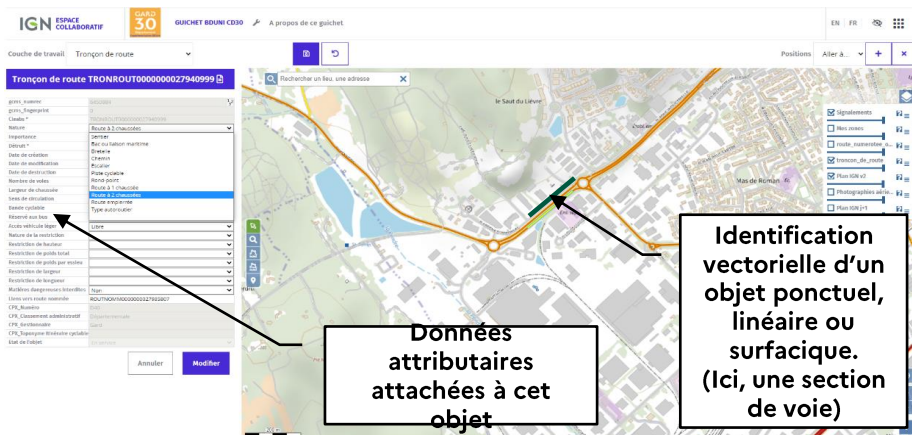 IGN ESPACE COLLABORATIF
GARD
30
GUICHET BDUNI CD30
A propos de ce guichet
EN
FR
Couche de travail
Tronçon de route
Positions
Aller à...
Tronçon de route TRONROUT0000000027940999
Rechercher un lieu, une adresse
gcms_numrec
gcms_fingerprint
Cleabs *
TRONROUT0000000027940999
Nature
Route à 2 chaussées
Importance
Sentier
Détruit *
Bac ou liaison maritime
Date de création
Bretelle
Date de modification
Chemin
Date de destruction
Escalier
Nombre de voies
Piste cyclable
Largeur de chaussée
Rond-point
Sens de circulation
Route à 1 chaussée
Bande cyclable
Route à 2 chaussées
Réservé aux bus
Route empierrée
Type autoroutier
Accès véhicule léger
Libre
Nature de la restriction
Restriction de hauteur
Restriction de poids total
Restriction de poids par essieu
Restriction de largeur
Restriction de longueur
Matières dangereuses interdites
Non
Liens vers route nommée
CPX_Numéro
CPX_Classement administratif
Départementale
CPX_Gestionnaire
Gard
CPX_Toponyme itinéraire cyclable
Etat de l'objet
Annuler
Modifier
le Saut du Lièvre
Mas de Roman
200 m
Signalements
Mes zones
route_numerotee_o...
troncon_de_route
Plan IGN v2
Photographies aérie...
Plan IGN j+1
Données
attributaires
attachées à cet
objet
Identification
vectorielle d’un
objet ponctuel,
linéaire ou
surfacique.
(Ici, une section
de voie)